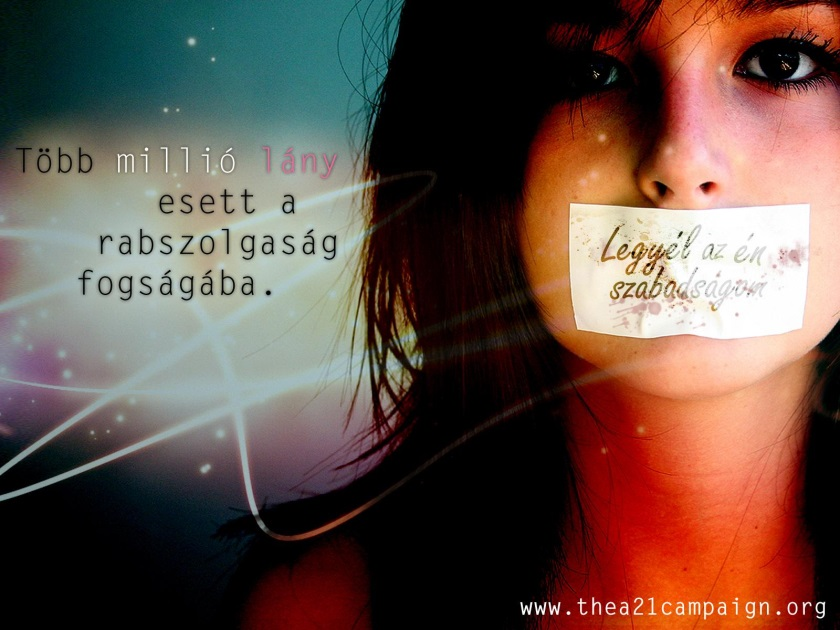 Több millió lány
esett a
rabszolgaság
fogságába.
Legyél az én
szabadságom
www.thea21campaign.org